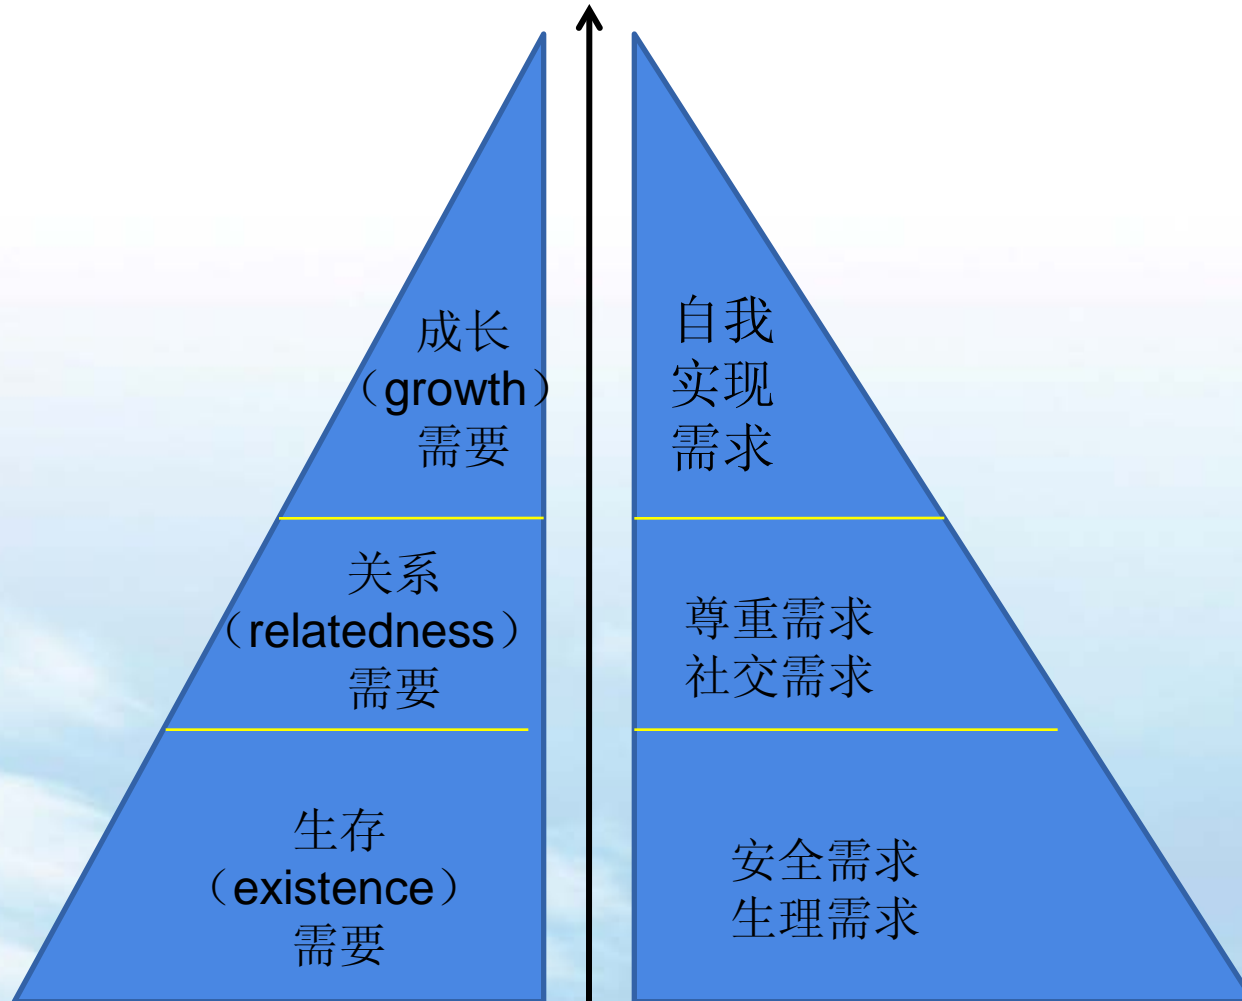 成长
（growth）
需要
自我
实现
需求
关系
（relatedness）
需要
尊重需求
社交需求
生存
（existence）
需要
安全需求
生理需求